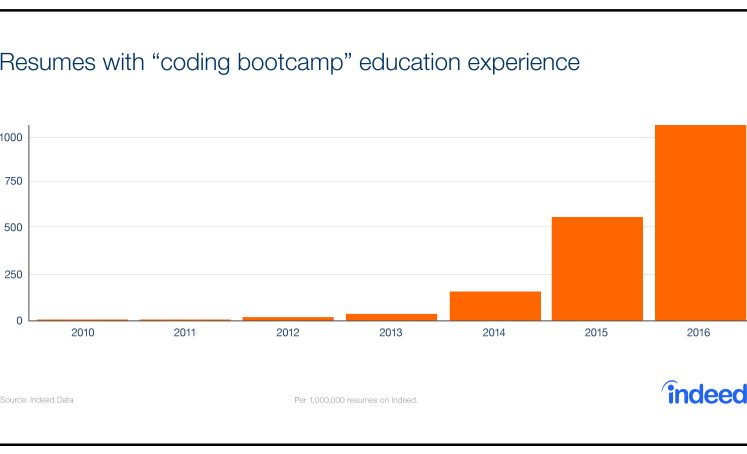 Resumes with “coding bootcamp” education experience
1000
750
500
250
0
2010 2011 2012 2013 2014 2015 2016
Source: Indeed Data
Per 1,000,000 resumes on Indeed.
indeed